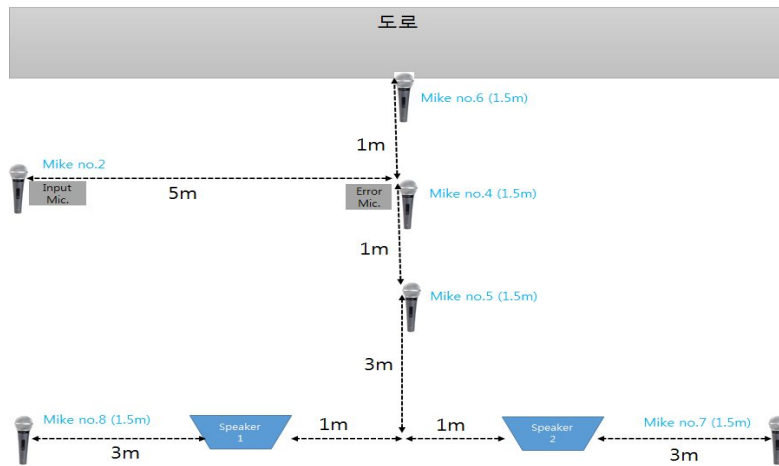 도로
Mike no.6 (1.5m)
1m
Mike no.2
Input
Mic.
5m
Error
Mic.
Mike no.4 (1.5m)
1m
Mike no.5 (1.5m)
3m
Mike no.8 (1.5m)
Speaker
1
1m
1m
Speaker
2
Mike no.7 (1.5m)
3m
3m